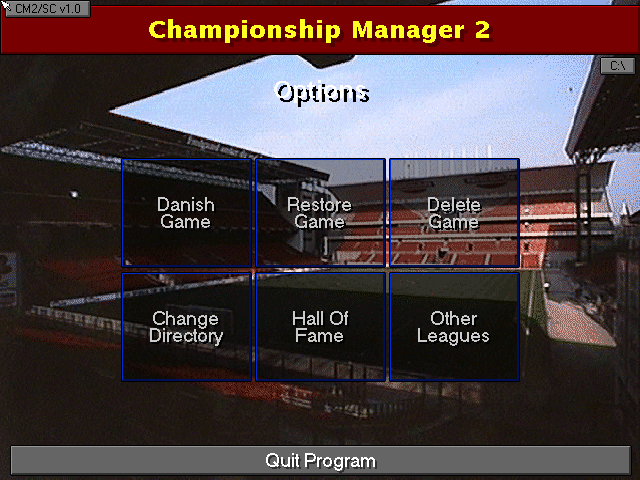 CM2/SC v1.0
Championship Manager 2
C:\
Options
Danish
Game
Restore
Game
Delete
Game
Change
Directory
Hall Of
Fame
Other
Leagues
Quit Program